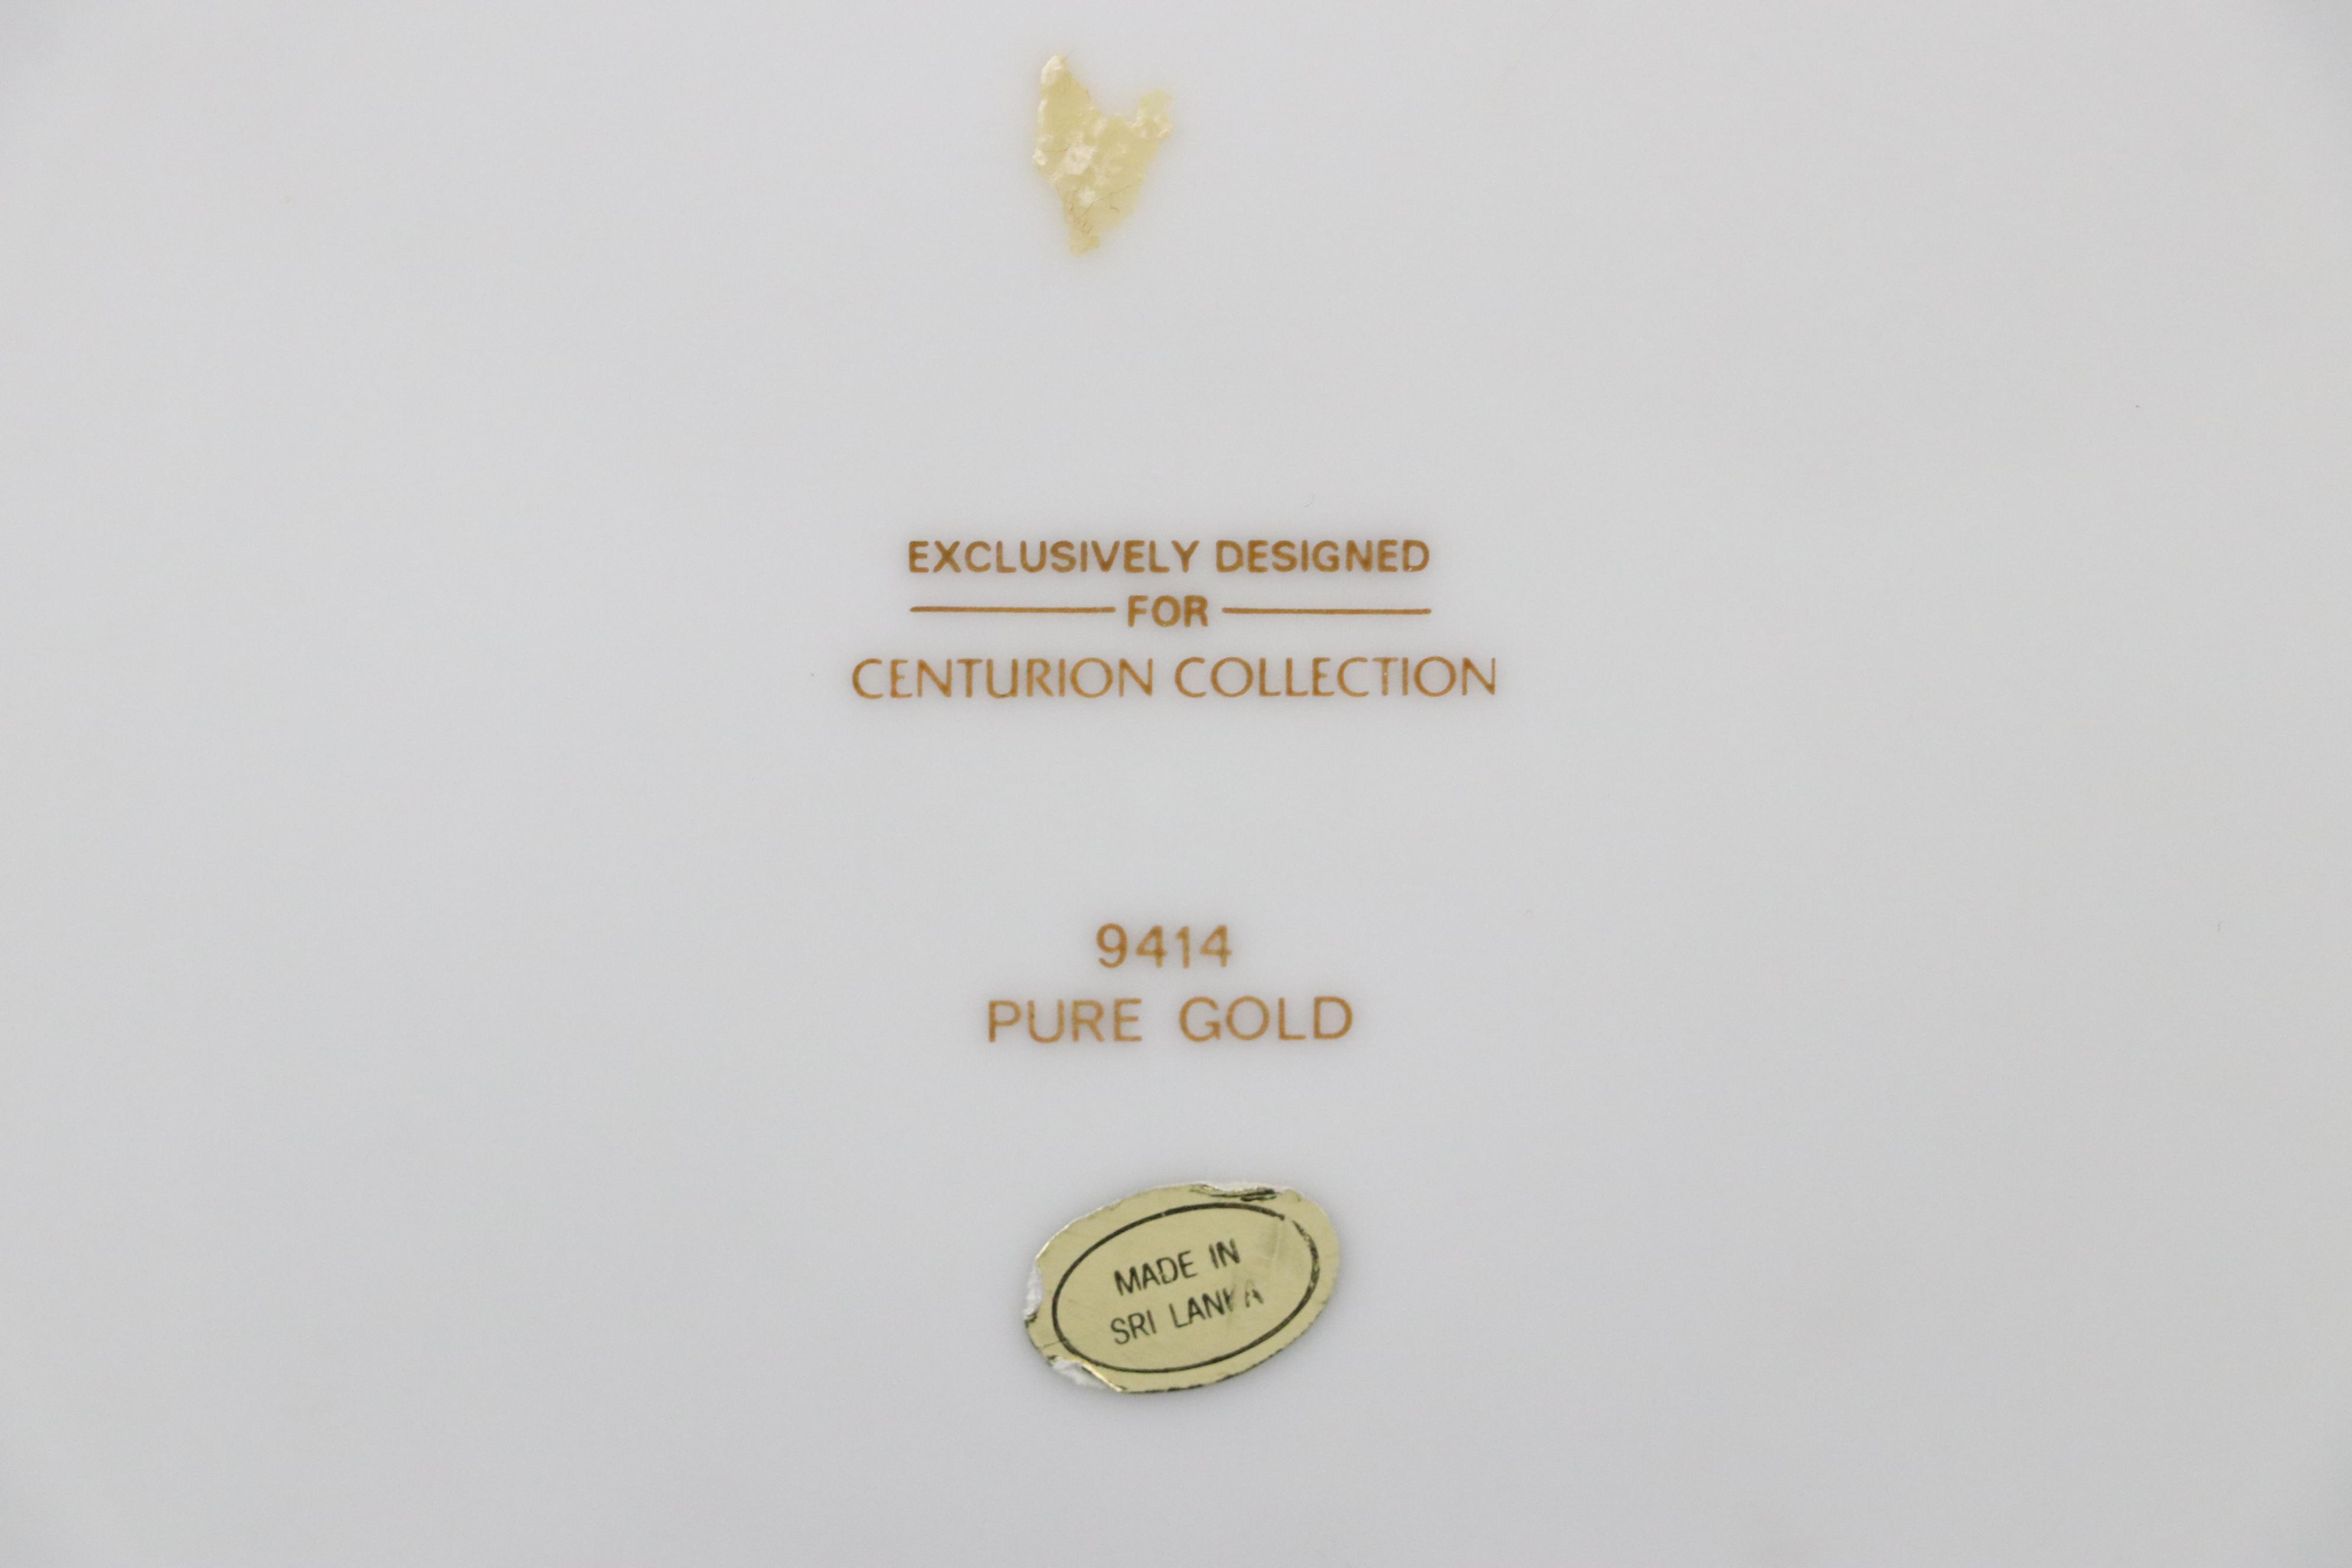 EXCLUSIVELY DESIGNED
FOR
CENTURION COLLECTION
9414
PURE GOLD
MADE IN
SRI LANKA